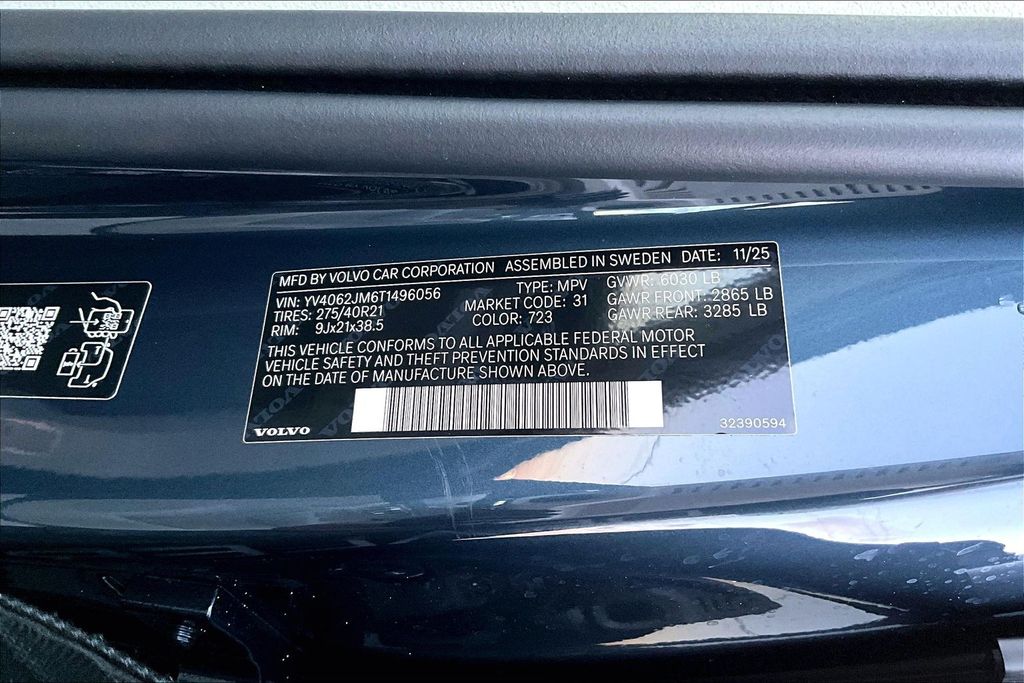 MFD BY VOLVO CAR CORPORATION ASSEMBLED IN SWEDEN DATE: 11/25
VIN: YV4062JM6T1496056 TYPE: MPV GVWR: 6030 LB
TIRES: 275/40R21 MARKET CODE: 31 GAWR FRONT: 2865 LB
RIM: 9Jx21x38.5 COLOR: 723 GAWR REAR: 3285 LB
THIS VEHICLE CONFORMS TO ALL APPLICABLE FEDERAL MOTOR
VEHICLE SAFETY AND THEFT PREVENTION STANDARDS IN EFFECT
ON THE DATE OF MANUFACTURE SHOWN ABOVE.
VOLVO 32390594